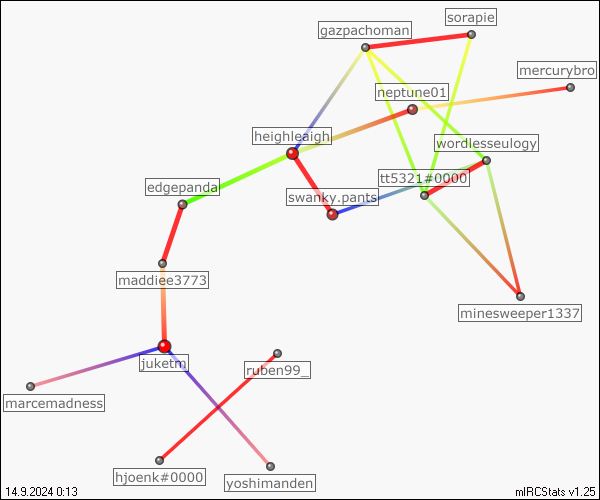 sorapie
gazpachoman
mercurybro
neptune01
heighleaigh
wordlesseulogy
tt5321#0000
edgepanda
swanky.pants
maddiee3773
minesweeper1337
juketm
ruben99_
marcemadness
hjoenk#0000
yoshimanden
14.9.2024 0:13
mIRCStats v1.25